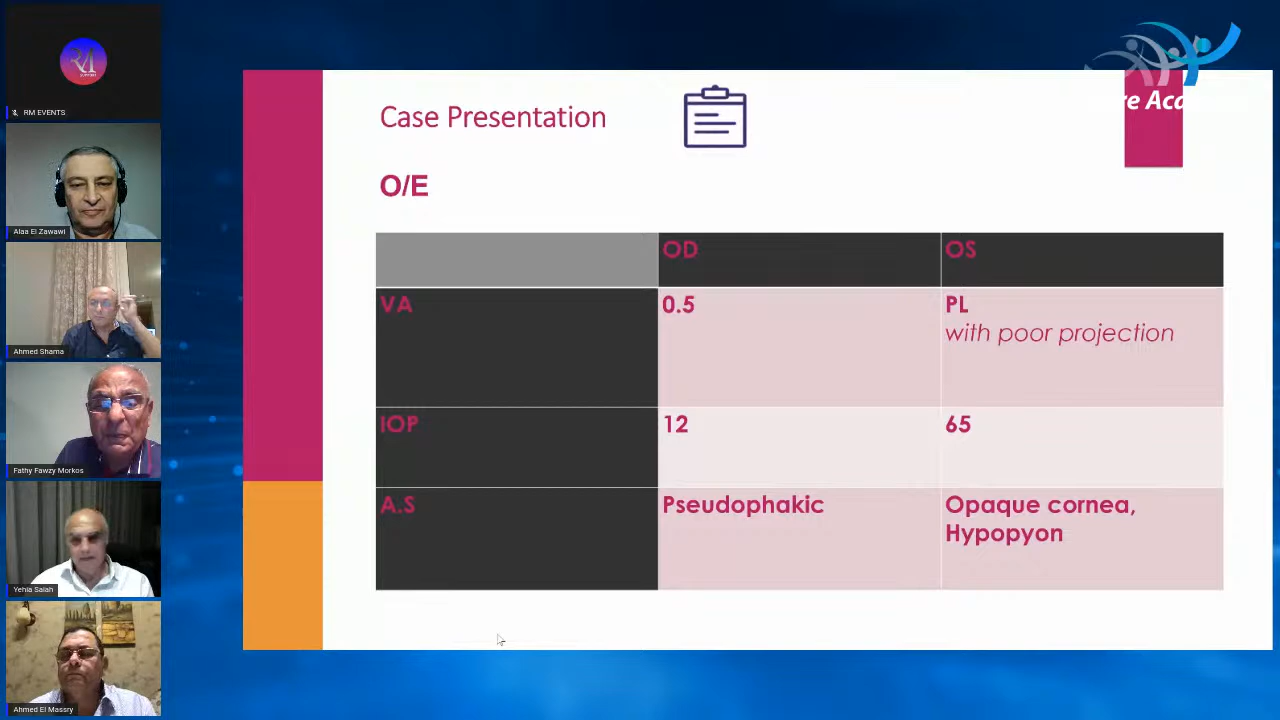 RM EVENTS
Alaa El Zawawi
Ahmed Shama
Fathy Fawzy Morkos
Yehia Salah
Ahmed El Massry
Case Presentation
O/E
OD
OS
VA
0.5
PL
with poor projection
IOP
12
65
A.S
Pseudophakic
Opaque cornea,
Hypopyon